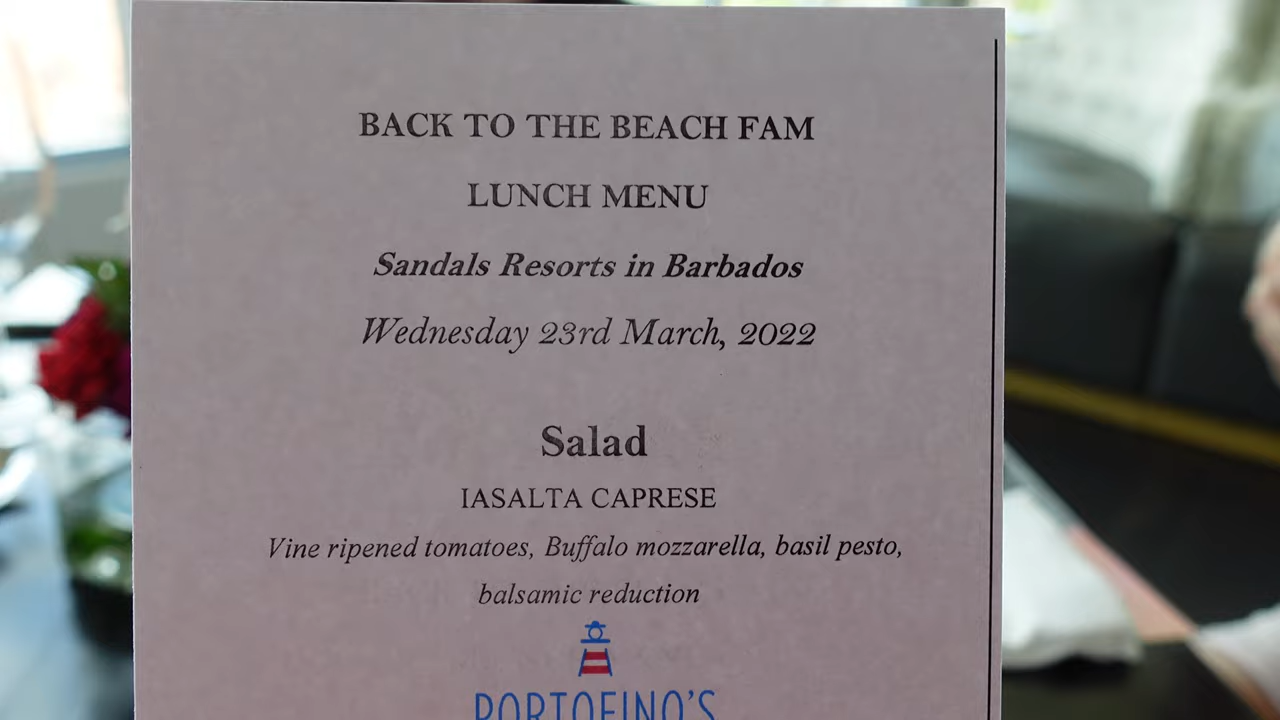 BACK TO THE BEACH FAM
LUNCH MENU
Sandals Resorts in Barbados
Wednesday 23rd March, 2022
Salad
IASALTA CAPRESE
Vine ripened tomatoes, Buffalo mozzarella, basil pesto,
balsamic reduction
PORTOFINO'S